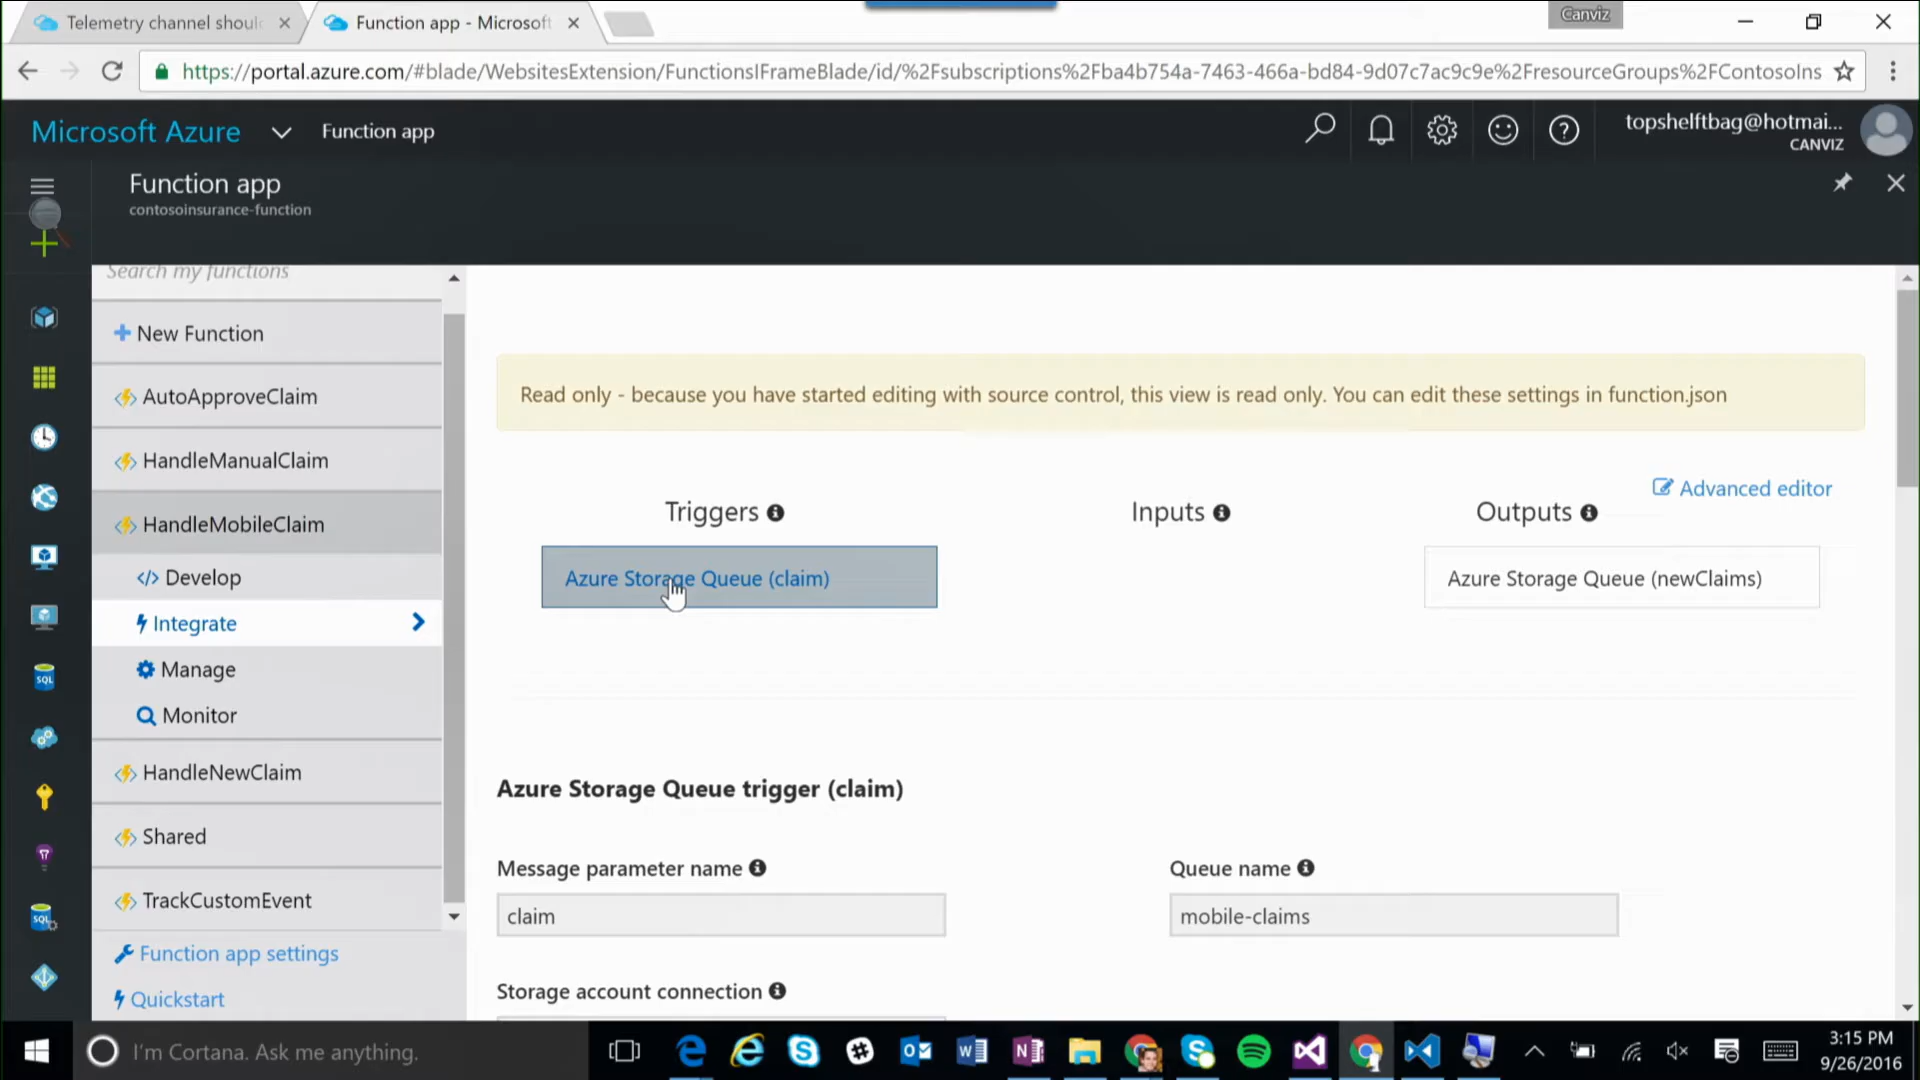 Telemetry channel shoul
Function app - Microsoft
Canviz
https://portal.azure.com/#blade/WebsitesExtension/FunctionsIFrameBlade/id/%2Fsubscriptions%2Fba4b754a-7463-466a-bd84-9d07c7ac9c9e%2FresourceGroups%2FContosoIns
Microsoft Azure
Function app
topshelftbag@hotmai...
CANVIZ
Function app
contosoinsurance-function
Search my functions
New Function
AutoApproveClaim
HandleManualClaim
HandleMobileClaim
Develop
Integrate
Manage
Monitor
HandleNewClaim
Shared
TrackCustomEvent
Function app settings
Quickstart
Read only - because you have started editing with source control, this view is read only. You can edit these settings in function.json
Advanced editor
Triggers
Inputs
Outputs
Azure Storage Queue (claim)
Azure Storage Queue (newClaims)
Azure Storage Queue trigger (claim)
Message parameter name
Queue name
claim
mobile-claims
Storage account connection
I'm Cortana. Ask me anything.
3:15 PM
9/26/2016